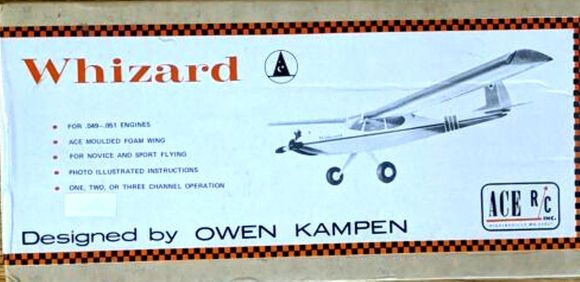 Whizard
FOR .049-.051 ENGINES
ACE MOULDED FOAM WING
FOR NOVICE AND SPORT FLYING
PHOTO ILLUSTRATED INSTRUCTIONS
ONE, TWO, OR THREE CHANNEL OPERATION
ACE R/C
INC.
Designed by OWEN KAMPEN